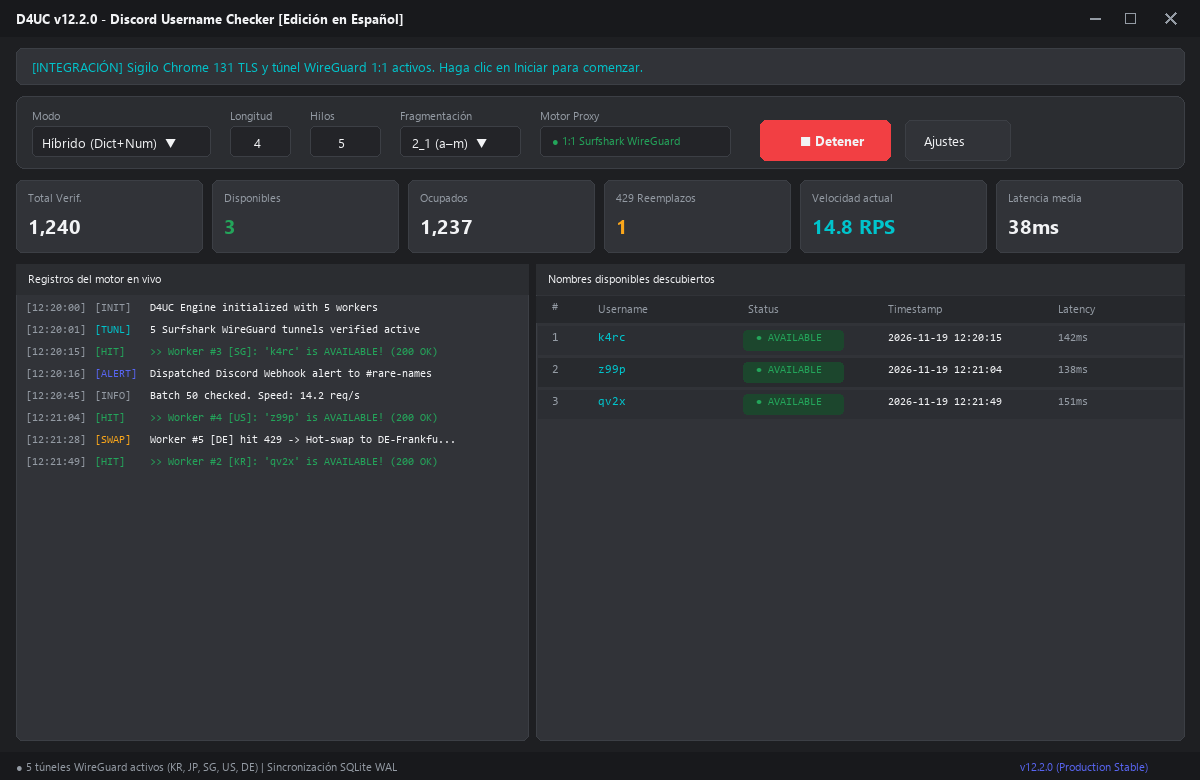 D4UC v12.2.0 - Discord Username Checker [Edición en Español]
[INTEGRACIÓN] Sigilo Chrome 131 TLS y túnel WireGuard 1:1 activos. Haga clic en Iniciar para comenzar.
Modo Longitud Hilos Fragmentación Motor Proxy
Híbrido (Dict+Num) ▼ 4 5 2_1 (a–m) ▼ ● 1:1 Surfshark WireGuard ■ Detener Ajustes
Total Verif. Disponibles Ocupados 429 Reemplazos Velocidad actual Latencia media
1,240 3 1,237 1 14.8 RPS 38ms
Registros del motor en vivo
[12:20:00] [INIT] D4UC Engine initialized with 5 workers
[12:20:01] [TUNL] 5 Surfshark WireGuard tunnels verified active
[12:20:15] [HIT] >> Worker #3 [SG]: 'k4rc' is AVAILABLE! (200 OK)
[12:20:16] [ALERT] Dispatched Discord Webhook alert to #rare-names
[12:20:45] [INFO] Batch 50 checked. Speed: 14.2 req/s
[12:21:04] [HIT] >> Worker #4 [US]: 'z99p' is AVAILABLE! (200 OK)
[12:21:28] [SWAP] Worker #5 [DE] hit 429 -> Hot-swap to DE-Frankfu...
[12:21:49] [HIT] >> Worker #2 [KR]: 'qv2x' is AVAILABLE! (200 OK)
Nombres disponibles descubiertos
# Username Status Timestamp Latency
1 k4rc ● AVAILABLE 2026-11-19 12:20:15 142ms
2 z99p ● AVAILABLE 2026-11-19 12:21:04 138ms
3 qv2x ● AVAILABLE 2026-11-19 12:21:49 151ms
● 5 túneles WireGuard activos (KR, JP, SG, US, DE) | Sincronización SQLite WAL
v12.2.0 (Production Stable)